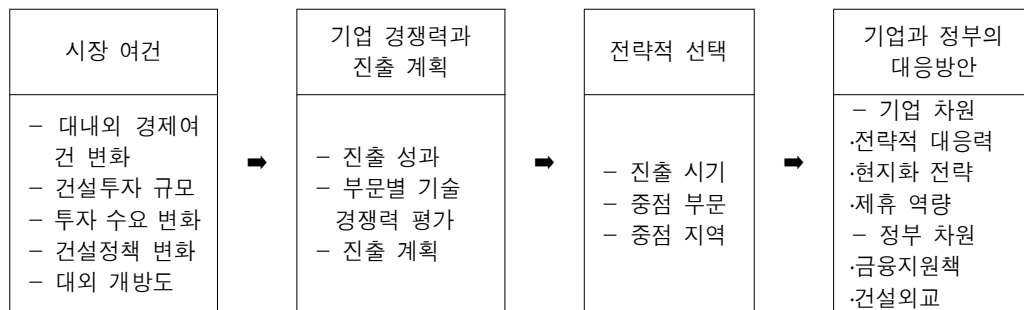 시장 여건
– 대내외 경제여
건 변화
– 건설투자 규모
– 투자 수요 변화
– 건설정책 변화
– 대외 개방도
➡
기업 경쟁력과
진출 계획
– 진출 성과
– 부문별 기술
경쟁력 평가
– 진출 계획
➡
전략적 선택
– 진출 시기
– 중점 부문
– 중점 지역
➡
기업과 정부의
대응방안
– 기업 차원
·전략적 대응력
·현지화 전략
·제휴 역량
– 정부 차원
·금융지원책
·건설외교